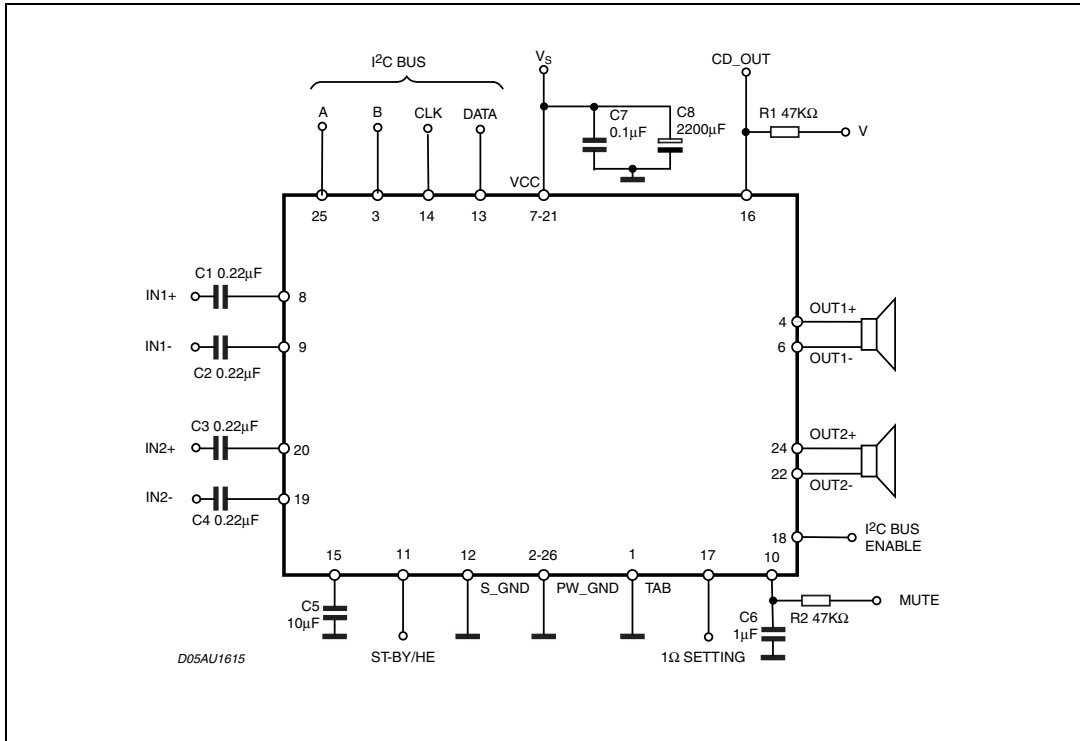 I²C BUS
A
B
CLK
DATA
VS
C7
0.1μF
C8
2200μF
CD_OUT
R1 47KΩ
V
VCC
25
3
14
13
7-21
16
C1 0.22μF
IN1+
8
IN1-
9
C2 0.22μF
C3 0.22μF
IN2+
20
IN2-
19
C4 0.22μF
4
OUT1+
6
OUT1-
24
OUT2+
22
OUT2-
18
I²C BUS
ENABLE
15
11
12
2-26
1
17
10
S_GND
PW_GND
TAB
C5
10μF
ST-BY/HE
1Ω SETTING
C6
1μF
R2 47KΩ
MUTE
D05AU1615